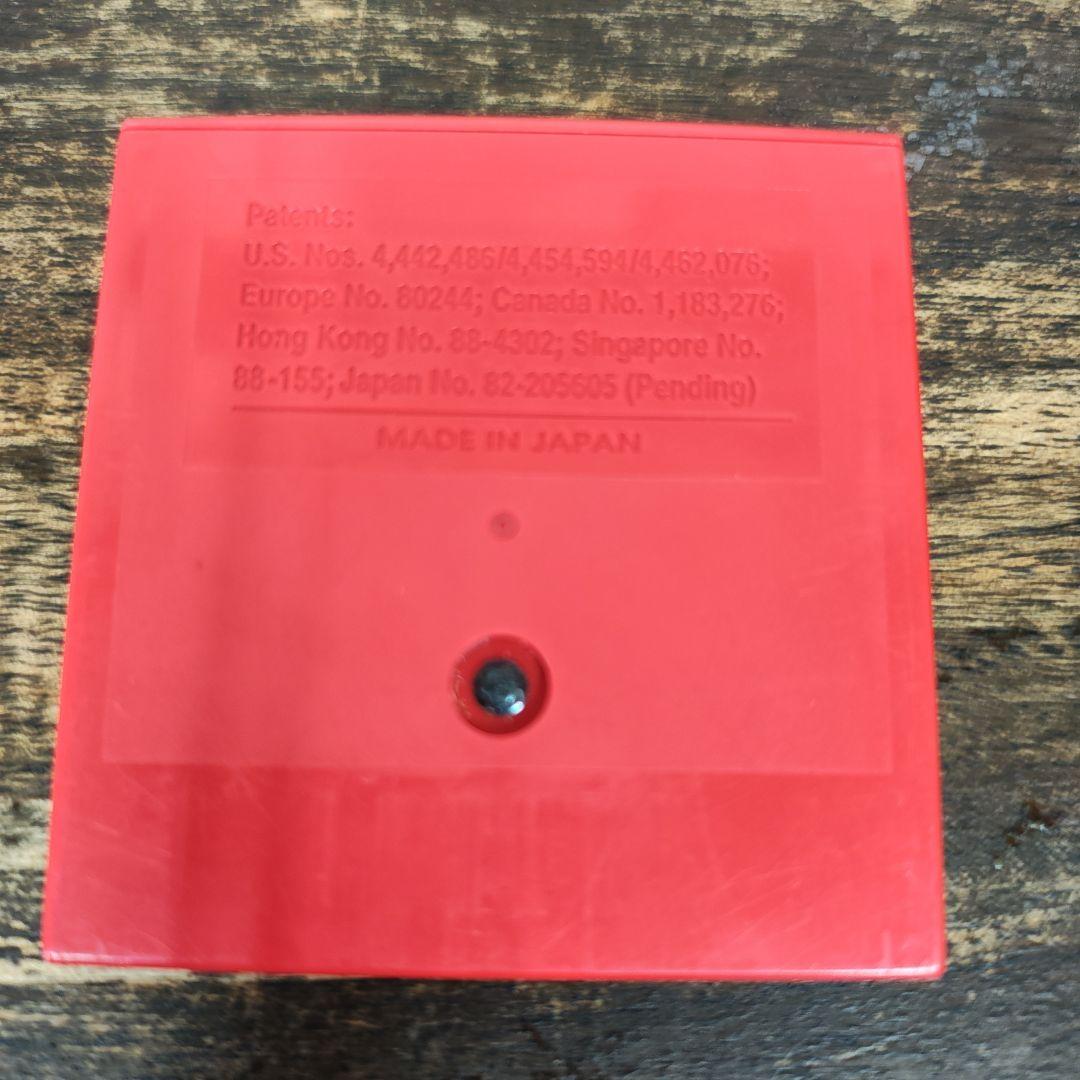 Patents:
U.S. Nos. 4,442,486/4,454,594/4,462,076;
Europe No. 80244; Canada No. 1,183,276;
Hong Kong No. 88-4302; Singapore No.
88-155; Japan No. 82-205605 (Pending)
MADE IN JAPAN